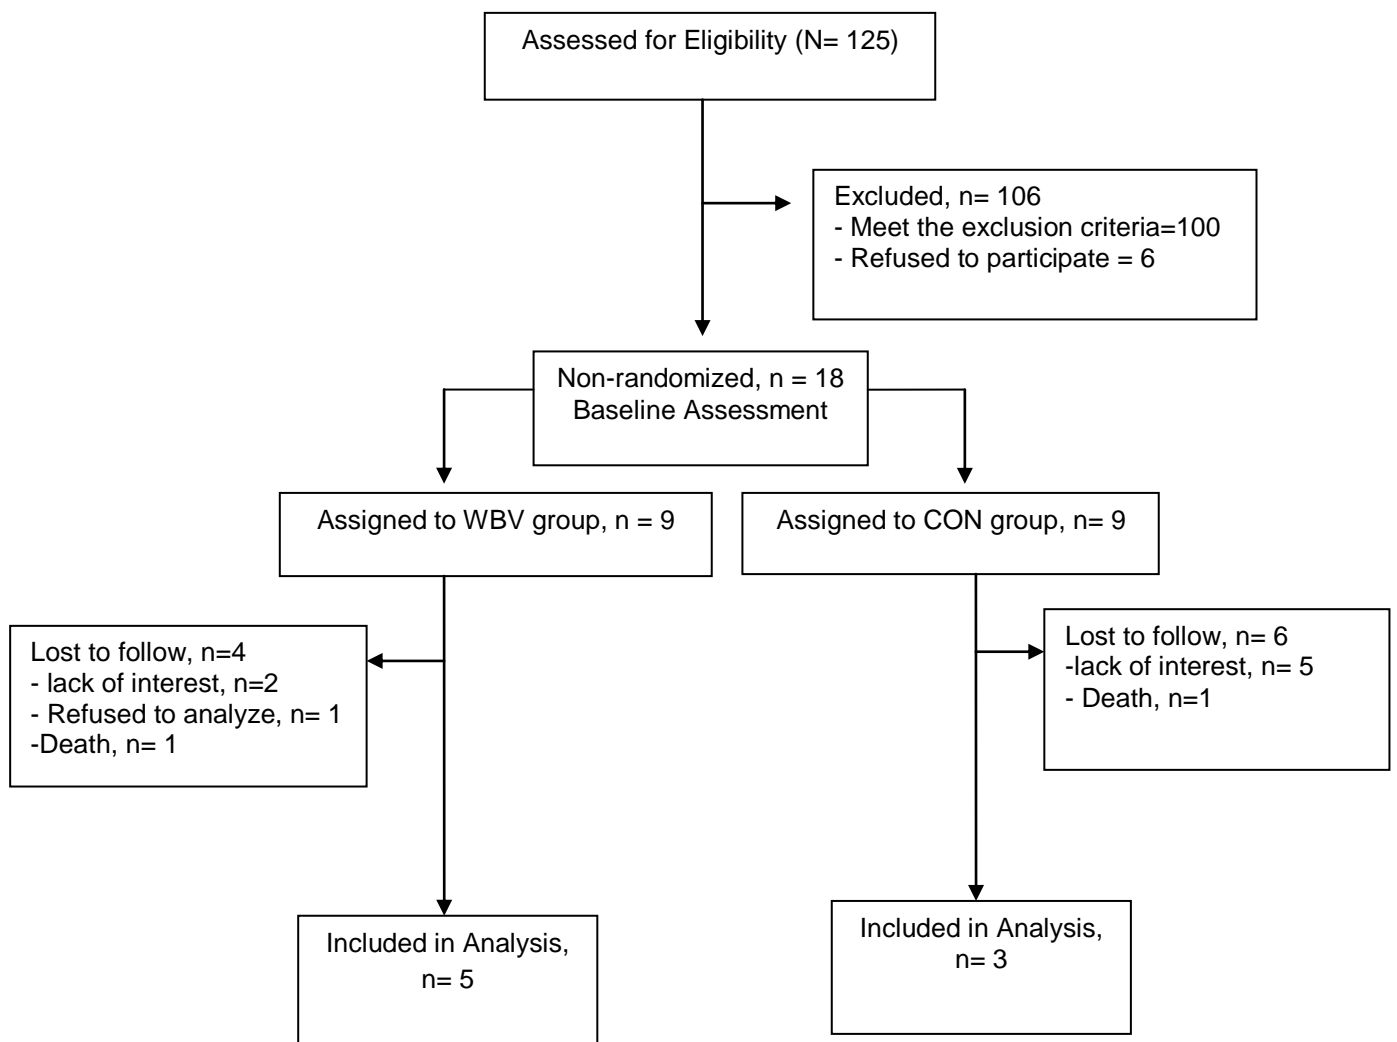 Assessed for Eligibility (N= 125)
Excluded, n= 106
- Meet the exclusion criteria=100
- Refused to participate = 6
Non-randomized, n = 18
Baseline Assessment
Assigned to WBV group, n = 9
Assigned to CON group, n= 9
Lost to follow, n=4
- lack of interest, n=2
- Refused to analyze, n= 1
-Death, n= 1
Lost to follow, n= 6
-lack of interest, n= 5
- Death, n=1
Included in Analysis,
n= 5
Included in Analysis,
n= 3